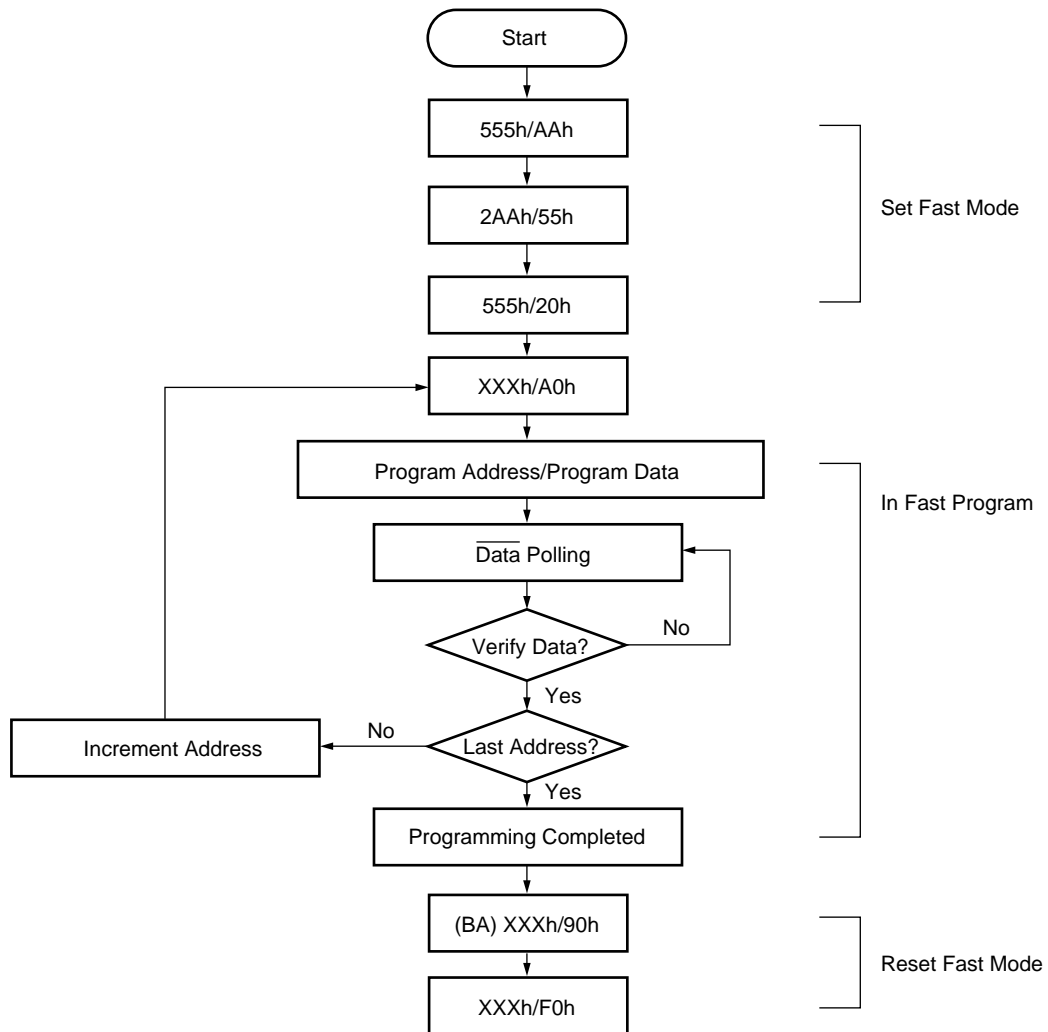 Start
555h/AAh
2AAh/55h
Set Fast Mode
555h/20h
XXXh/A0h
Program Address/Program Data
In Fast Program
Data Polling
Verify Data?
No
Yes
Increment Address
No
Last Address?
Yes
Programming Completed
(BA) XXXh/90h
Reset Fast Mode
XXXh/F0h